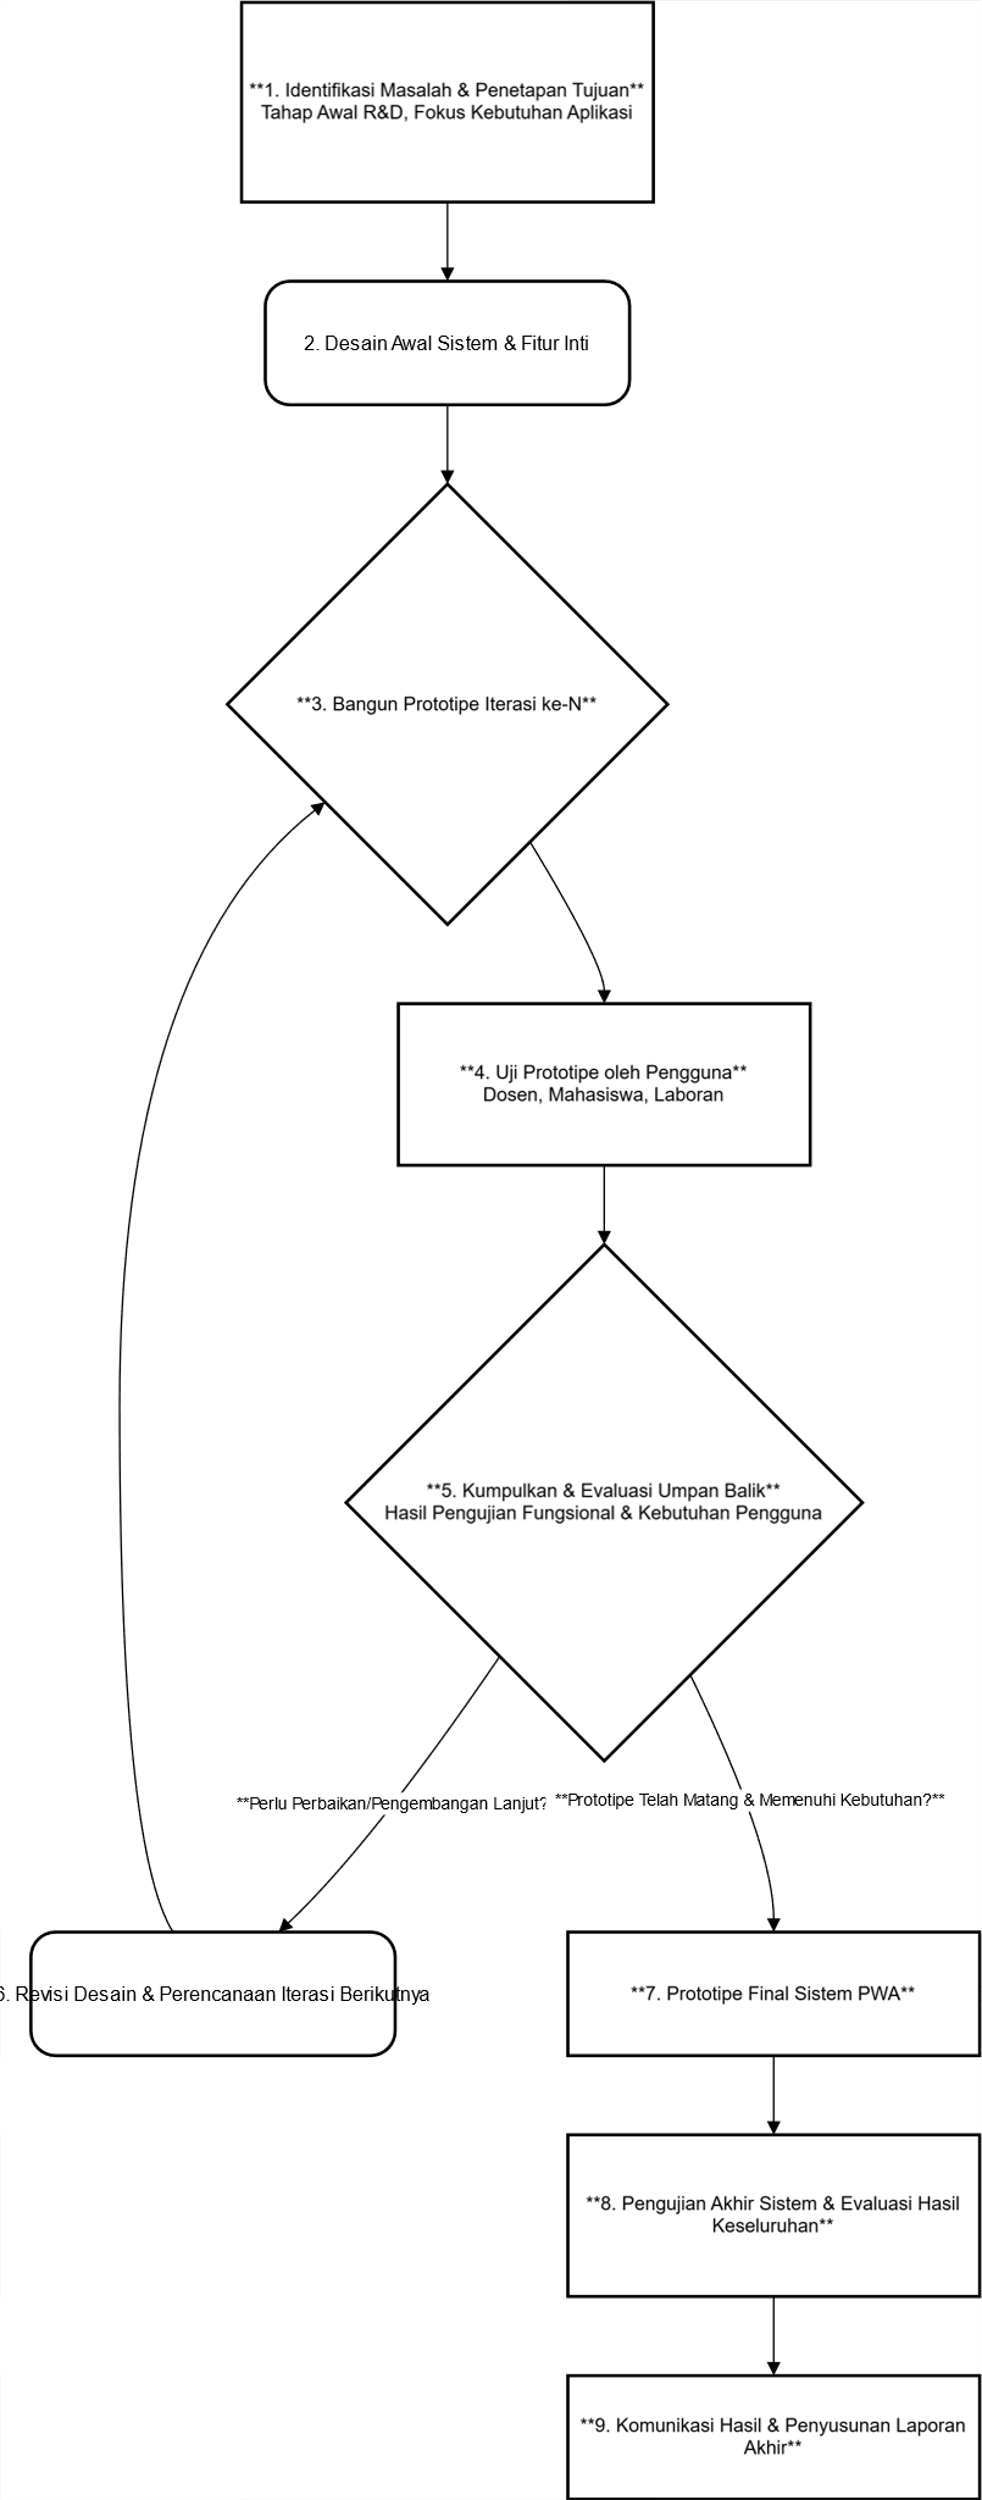 **1. Identifikasi Masalah & Penetapan Tujuan**
Tahap Awal R&D, Fokus Kebutuhan Aplikasi
2. Desain Awal Sistem & Fitur Inti
**3. Bangun Prototipe Iterasi ke-N**
**4. Uji Prototipe oleh Pengguna**
Dosen, Mahasiswa, Laboran
**5. Kumpulkan & Evaluasi Umpan Balik**
Hasil Pengujian Fungsional & Kebutuhan Pengguna
**Perlu Perbaikan/Pengembangan Lanjut?
**Prototipe Telah Matang & Memenuhi Kebutuhan?**
6. Revisi Desain & Perencanaan Iterasi Berikutnya
**7. Prototipe Final Sistem PWA**
**8. Pengujian Akhir Sistem & Evaluasi Hasil
Keseluruhan**
**9. Komunikasi Hasil & Penyusunan Laporan
Akhir**